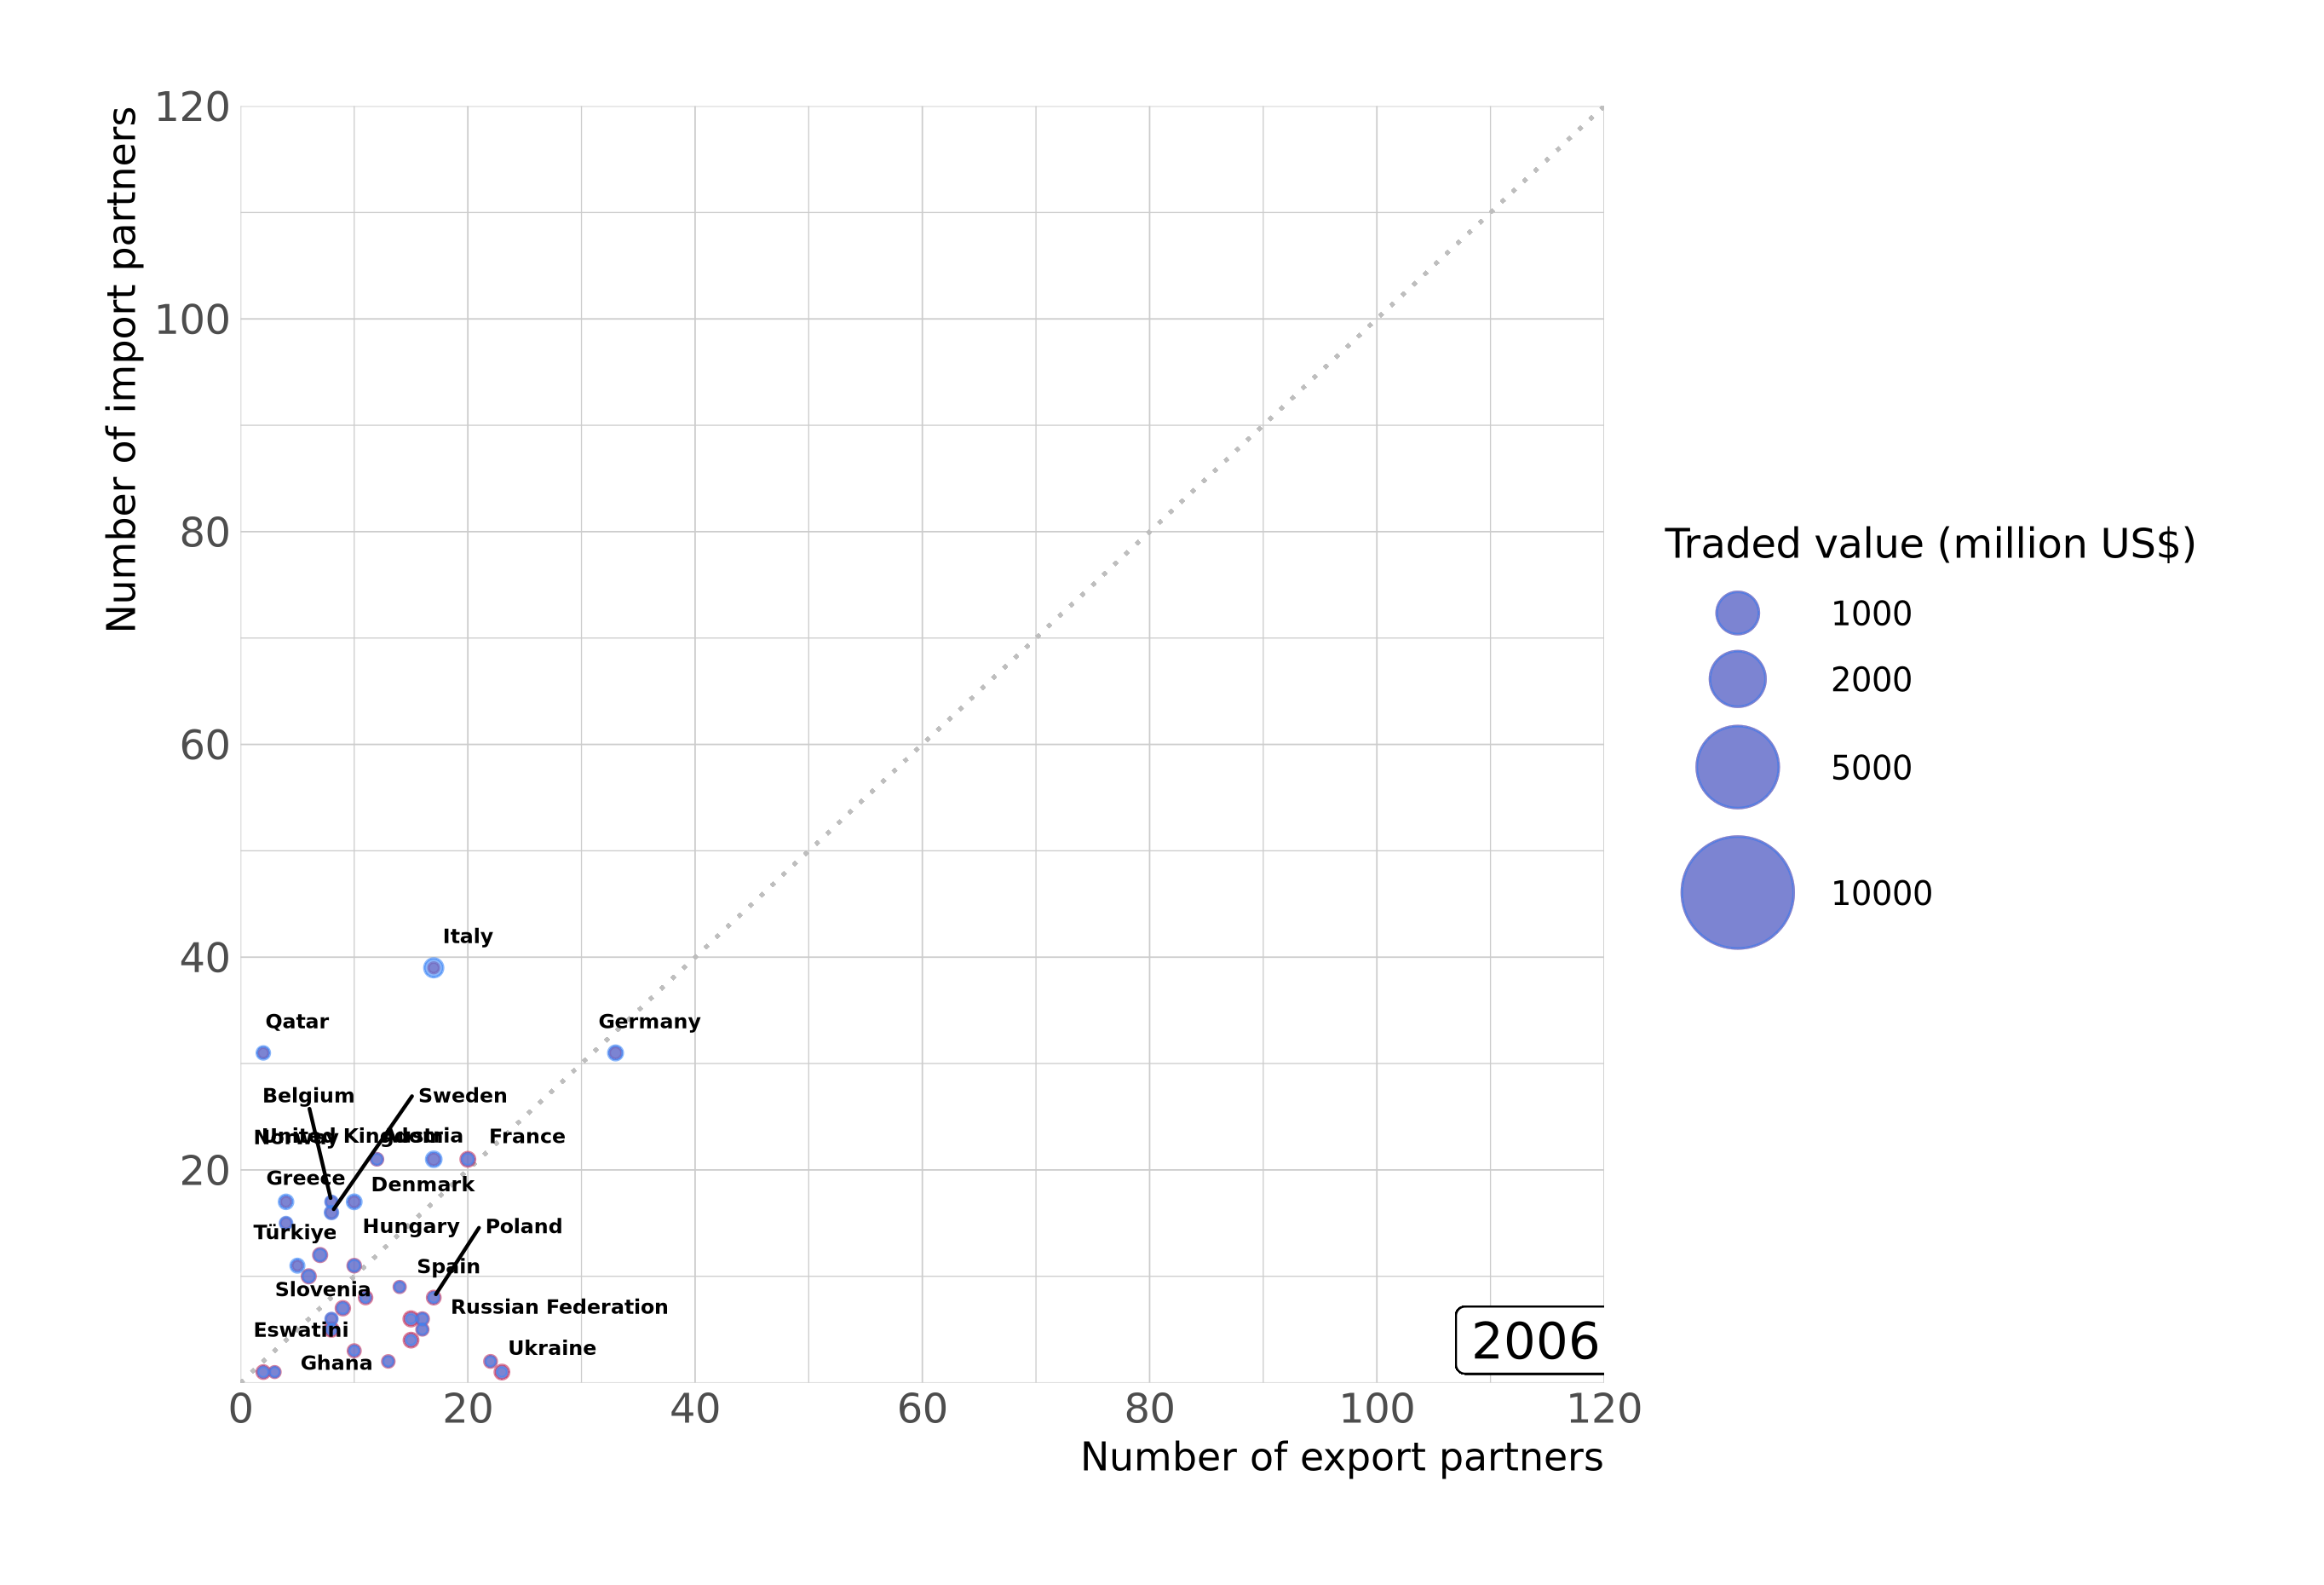 Number of import partners
120
100
80
60
40
20
Italy
Qatar
Germany
Belgium
Sweden
Norway
United Kingdom
Austria
France
Greece
Denmark
Türkiye
Hungary
Poland
Spain
Slovenia
Russian Federation
Eswatini
Ukraine
Ghana
2006
0
20
40
60
80
100
120
Number of export partners
Traded value (million US$)
1000
2000
5000
10000